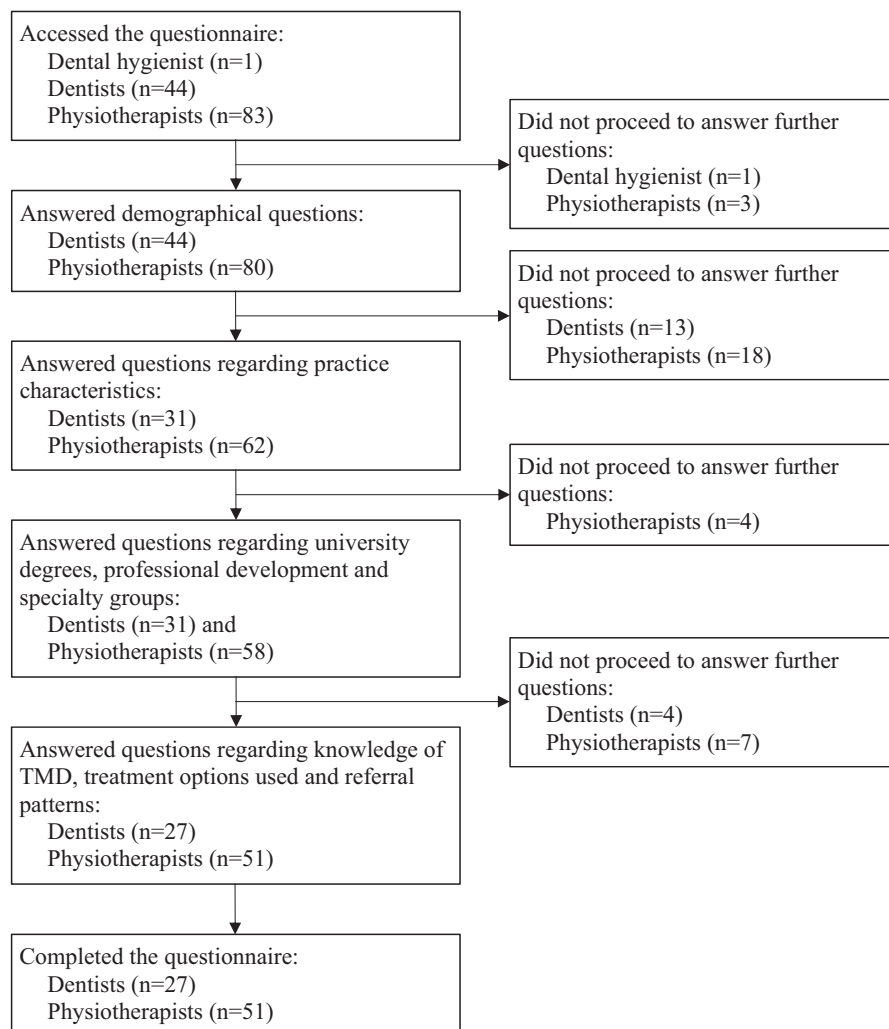 Accessed the questionnaire:
Dental hygienist (n=1)
Dentists (n=44)
Physiotherapists (n=83)
Did not proceed to answer further
questions:
Dental hygienist (n=1)
Physiotherapists (n=3)
Answered demographical questions:
Dentists (n=44)
Physiotherapists (n=80)
Did not proceed to answer further
questions:
Dentists (n=13)
Physiotherapists (n=18)
Answered questions regarding practice
characteristics:
Dentists (n=31)
Physiotherapists (n=62)
Did not proceed to answer further
questions:
Physiotherapists (n=4)
Answered questions regarding university
degrees, professional development and
specialty groups:
Dentists (n=31) and
Physiotherapists (n=58)
Did not proceed to answer further
questions:
Dentists (n=4)
Physiotherapists (n=7)
Answered questions regarding knowledge of
TMD, treatment options used and referral
patterns:
Dentists (n=27)
Physiotherapists (n=51)
Completed the questionnaire:
Dentists (n=27)
Physiotherapists (n=51)